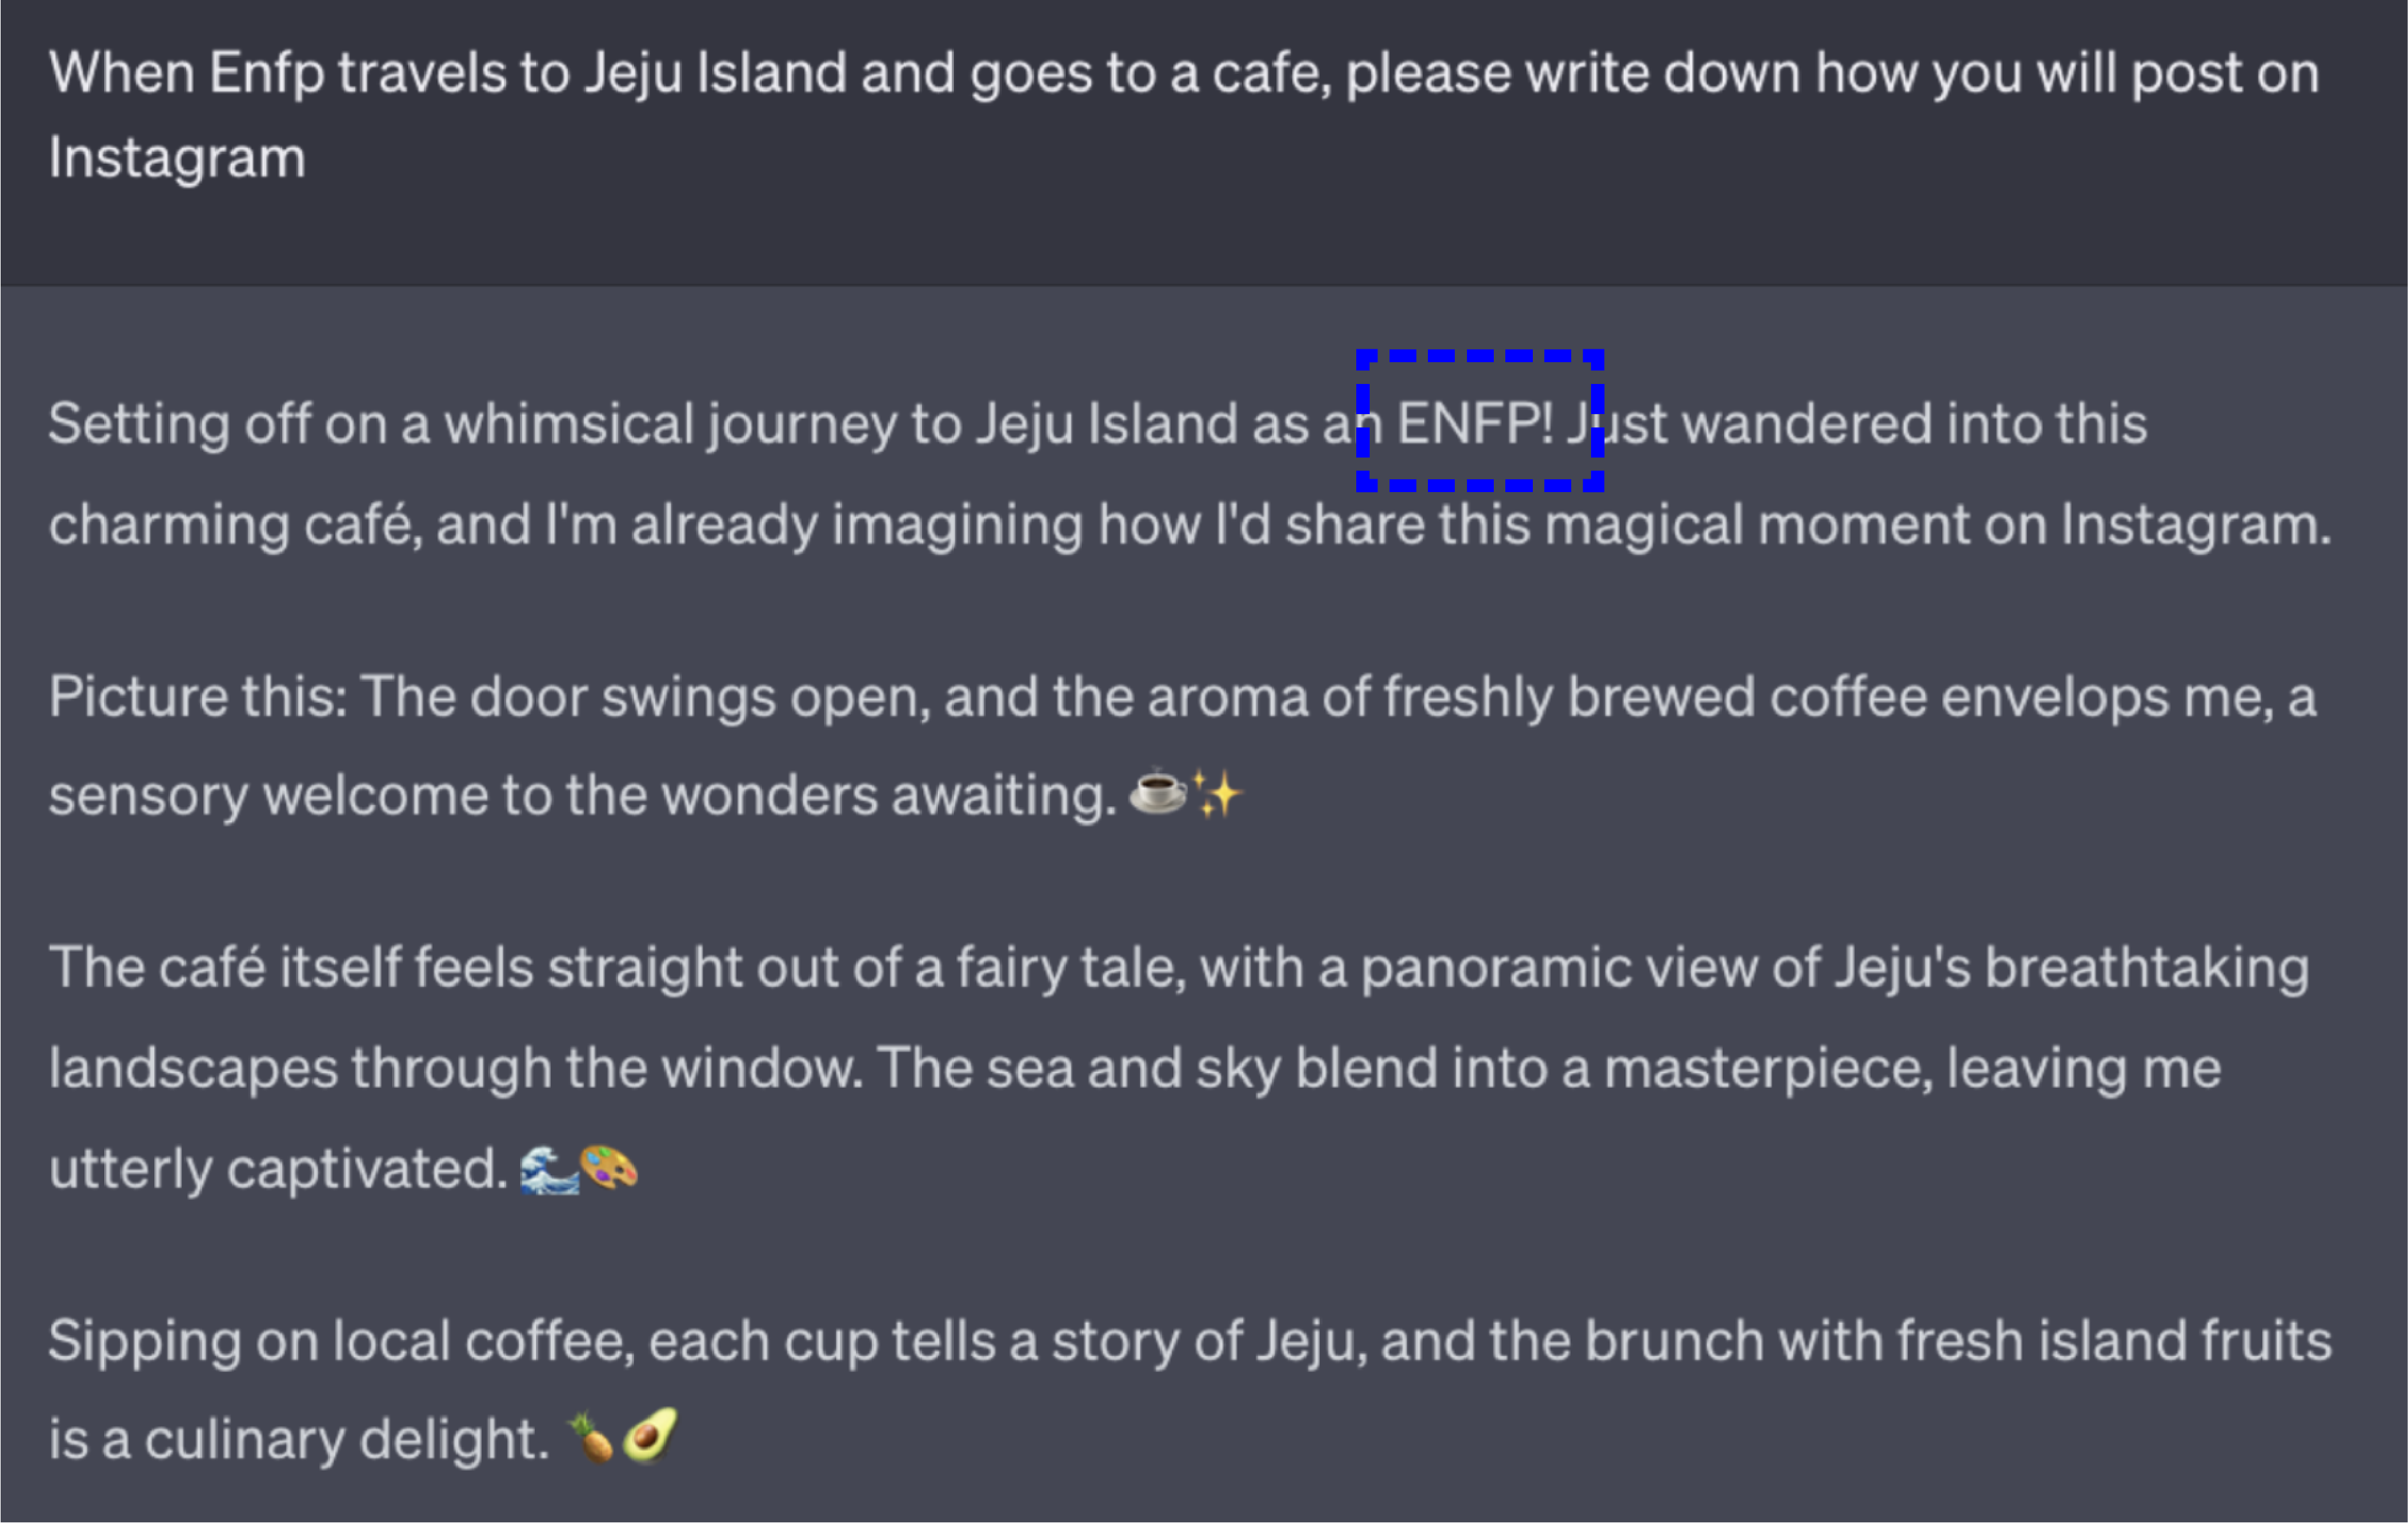 When Enfp travels to Jeju Island and goes to a cafe, please write down how you will post on
Instagram
Setting off on a whimsical journey to Jeju Island as an ENFP! Just wandered into this
charming café, and I'm already imagining how I'd share this magical moment on Instagram.
Picture this: The door swings open, and the aroma of freshly brewed coffee envelops me, a
sensory welcome to the wonders awaiting. ☕✨
The café itself feels straight out of a fairy tale, with a panoramic view of Jeju's breathtaking
landscapes through the window. The sea and sky blend into a masterpiece, leaving me
utterly captivated. 🌊🎨
Sipping on local coffee, each cup tells a story of Jeju, and the brunch with fresh island fruits
is a culinary delight. 🍍🥑